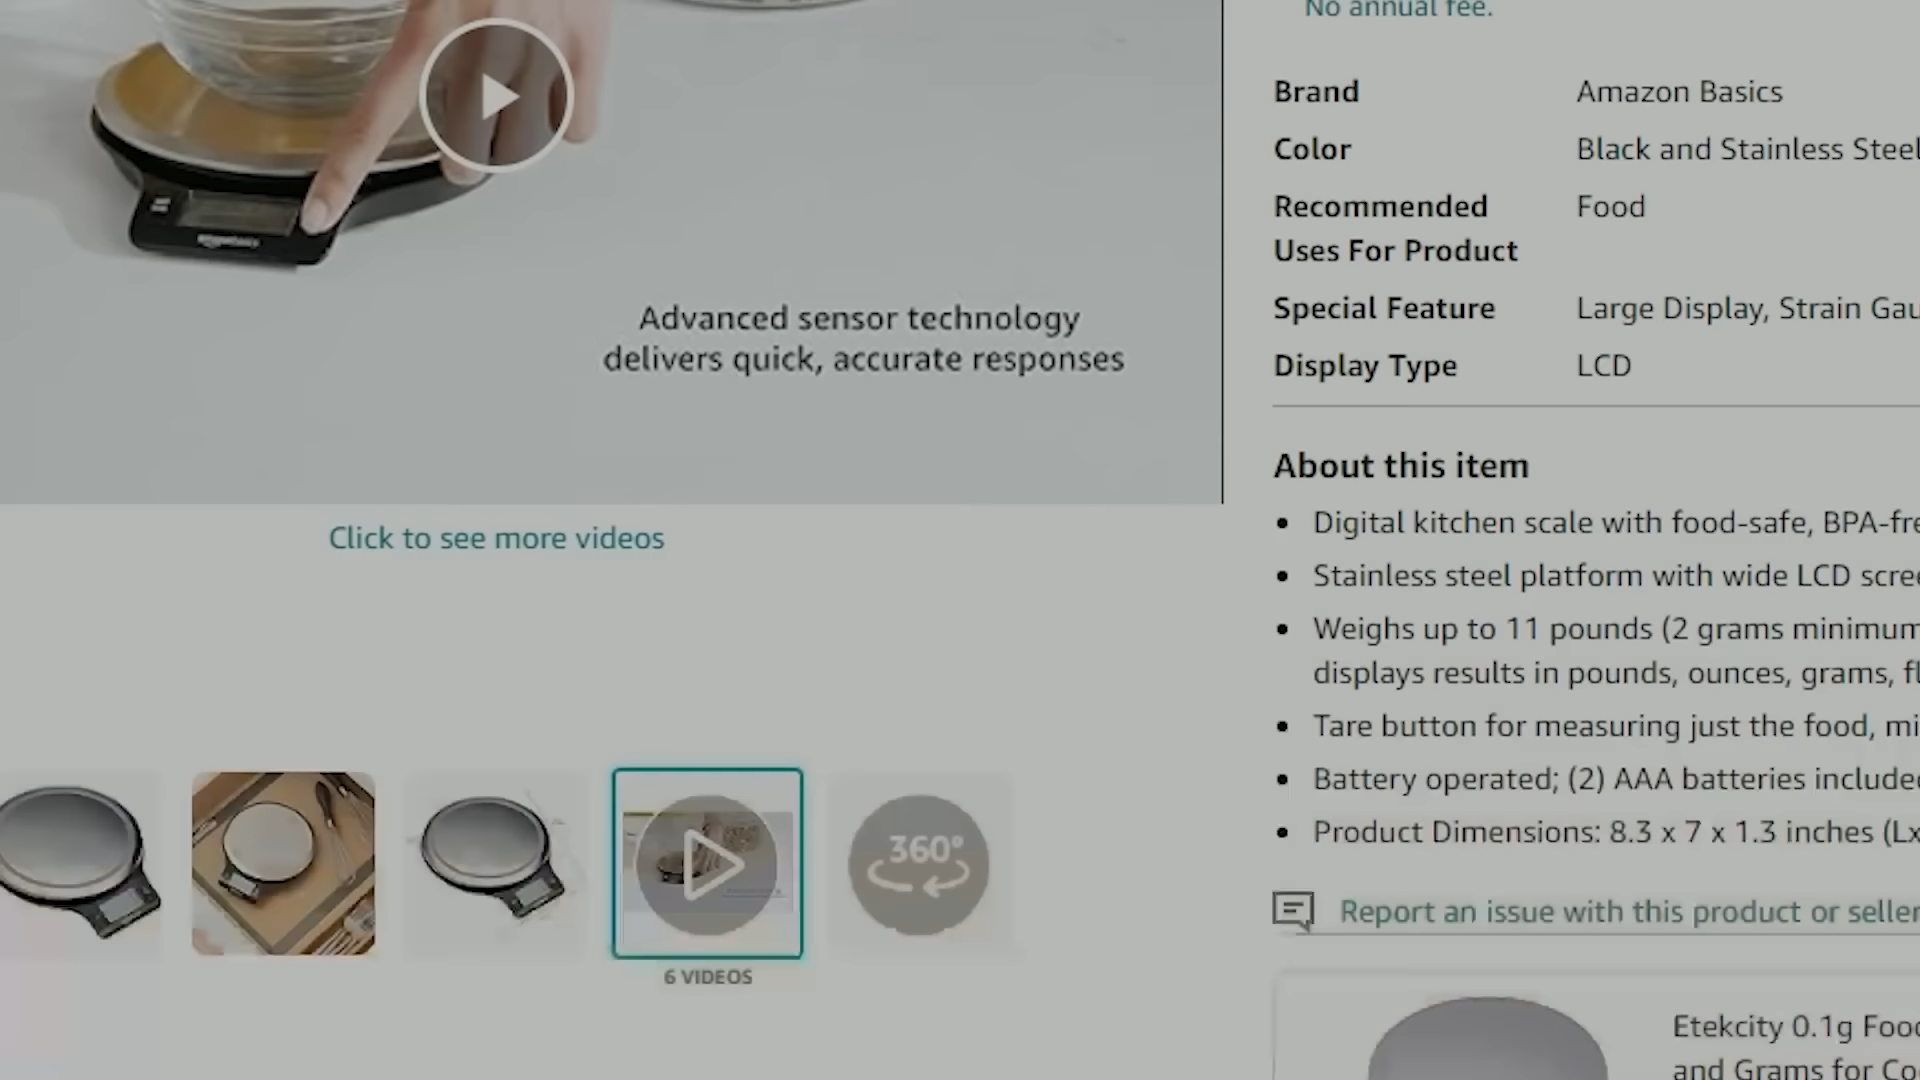 No annual fee.
Brand Amazon Basics
Color Black and Stainless Steel
Recommended Food
Uses For Product
Special Feature Large Display, Strain Gau
Display Type LCD
Advanced sensor technology
delivers quick, accurate responses
About this item
Digital kitchen scale with food-safe, BPA-fre
Click to see more videos
Stainless steel platform with wide LCD scree
Weighs up to 11 pounds (2 grams minimum
displays results in pounds, ounces, grams, fl
Tare button for measuring just the food, mi
Battery operated; (2) AAA batteries include
Product Dimensions: 8.3 x 7 x 1.3 inches (Lx
360°
Report an issue with this product or seller
6 VIDEOS
Etekcity 0.1g Food
and Grams for Co